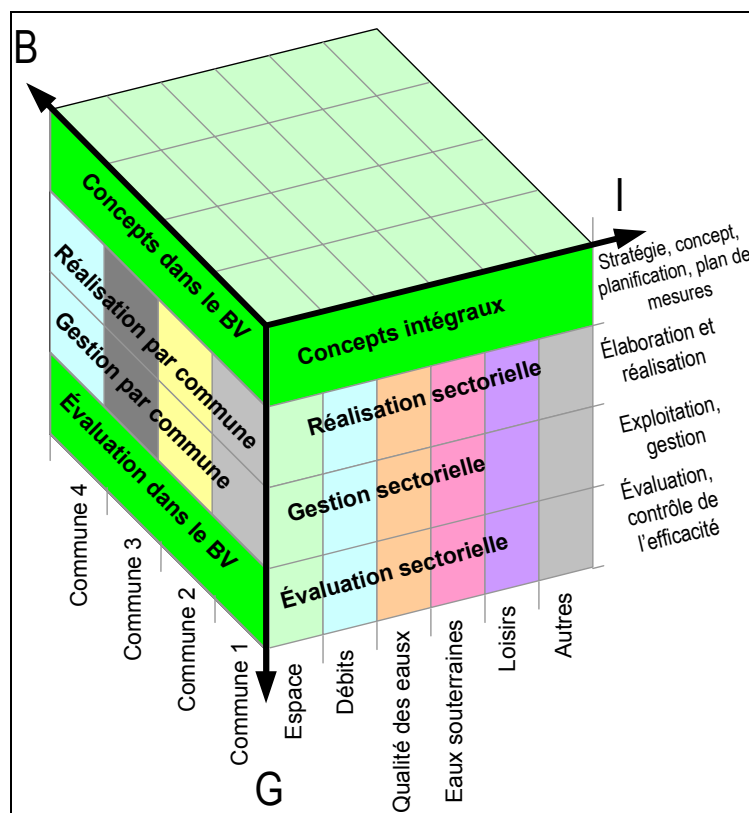 B
I
Stratégie, concept,
planification, plan de
mesures
Élaboration et
réalisation
Exploitation,
gestion
Évaluation,
contrôle de
l'efficacité
Concepts dans le BV
Réalisation par commune
Gestion par commune
Évaluation dans le BV
Concepts intégraux
Réalisation sectorielle
Gestion sectorielle
Évaluation sectorielle
Commune 4
Commune 3
Commune 2
Commune 1
Espace
Débits
Qualité des eausx
Eaux souterraines
Loisirs
Autres
G